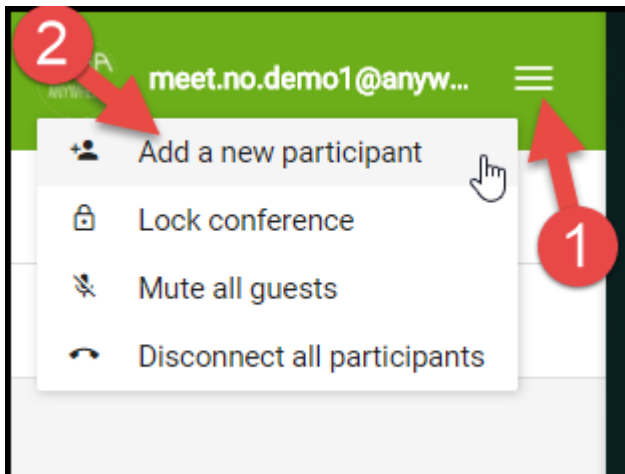 2
meet.no.demo1@anyw...
Add a new participant
Lock conference
Mute all guests
Disconnect all participants
1